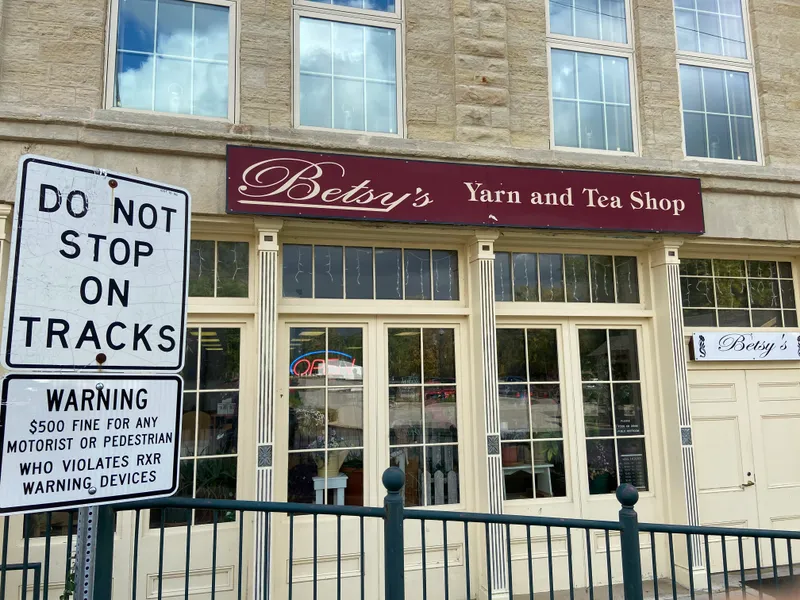 DO NOT
STOP
ON
TRACKS
WARNING
$500 FINE FOR ANY
MOTORIST OR PEDESTRIAN
WHO VIOLATES RXR
WARNING DEVICES
Betsy's Yarn and Tea Shop
OPEN
Betsy's